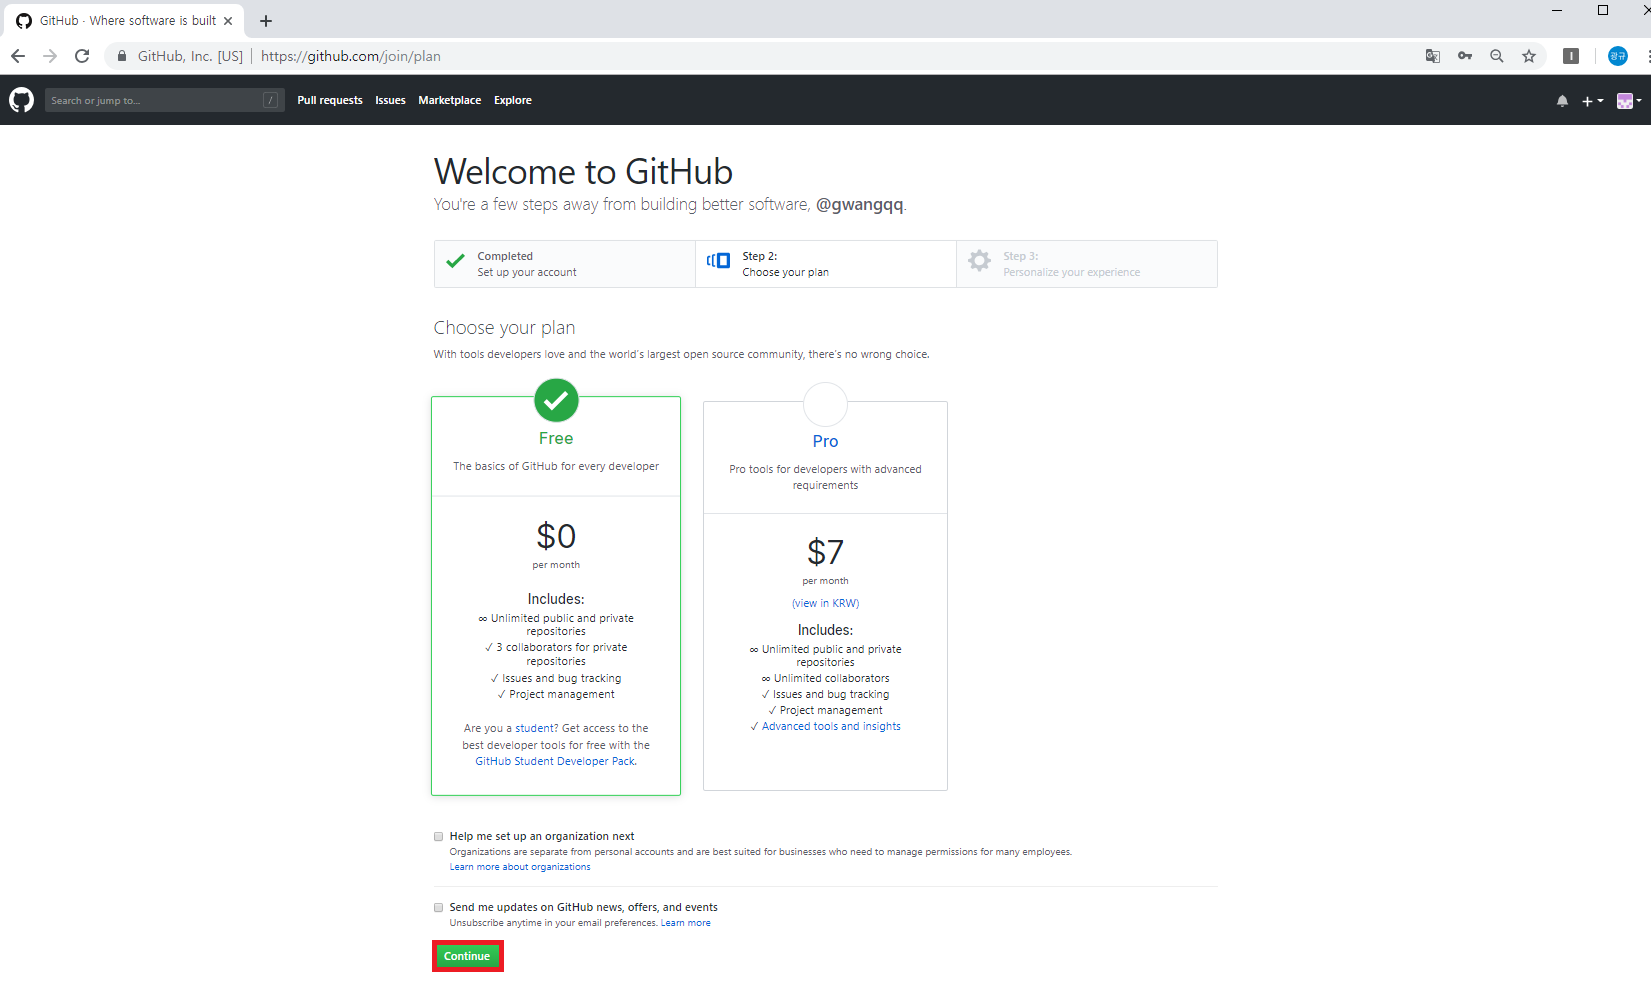 GitHub · Where software is built
GitHub, Inc. [US] https://github.com/join/plan
광규
Search or jump to... /
Pull requests Issues Marketplace Explore
Welcome to GitHub
You're a few steps away from building better software, @gwangqq.
Completed
Set up your account
Step 2:
Choose your plan
Step 3:
Personalize your experience
Choose your plan
With tools developers love and the world's largest open source community, there's no wrong choice.
Free
The basics of GitHub for every developer
$0
per month
Includes:
∞ Unlimited public and private
repositories
✓ 3 collaborators for private
repositories
✓ Issues and bug tracking
✓ Project management
Are you a student? Get access to the
best developer tools for free with the
GitHub Student Developer Pack.
Pro
Pro tools for developers with advanced
requirements
$7
per month
(view in KRW)
Includes:
∞ Unlimited public and private
repositories
∞ Unlimited collaborators
✓ Issues and bug tracking
✓ Project management
✓ Advanced tools and insights
Help me set up an organization next
Organizations are separate from personal accounts and are best suited for businesses who need to manage permissions for many employees.
Learn more about organizations
Send me updates on GitHub news, offers, and events
Unsubscribe anytime in your email preferences. Learn more
Continue